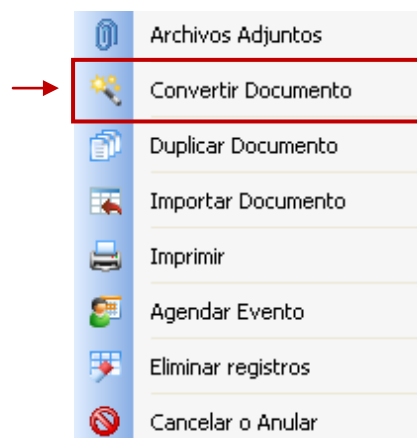 Archivos Adjuntos
Convertir Documento
Duplicar Documento
Importar Documento
Imprimir
Agendar Evento
Eliminar registros
Cancelar o Anular